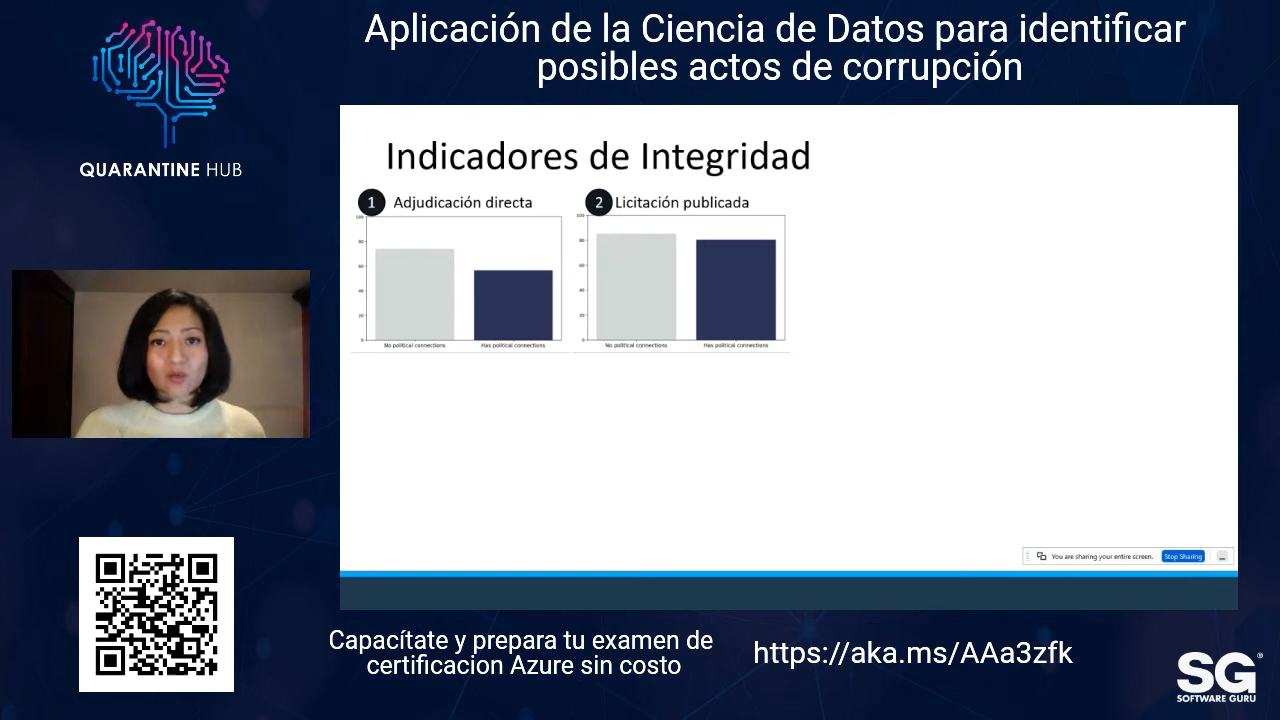 Aplicación de la Ciencia de Datos para identificar
posibles actos de corrupción
QUARANTINE HUB
Indicadores de Integridad
1 Adjudicación directa
100
80
60
40
20
0
No political connections Has political connections
2 Licitación publicada
100
80
60
40
20
0
No political connections Has political connections
You are sharing your entire screen. Stop Sharing
Capacítate y prepara tu examen de
certificacion Azure sin costo
https://aka.ms/AAa3zfk
SG®
SOFTWARE GURU